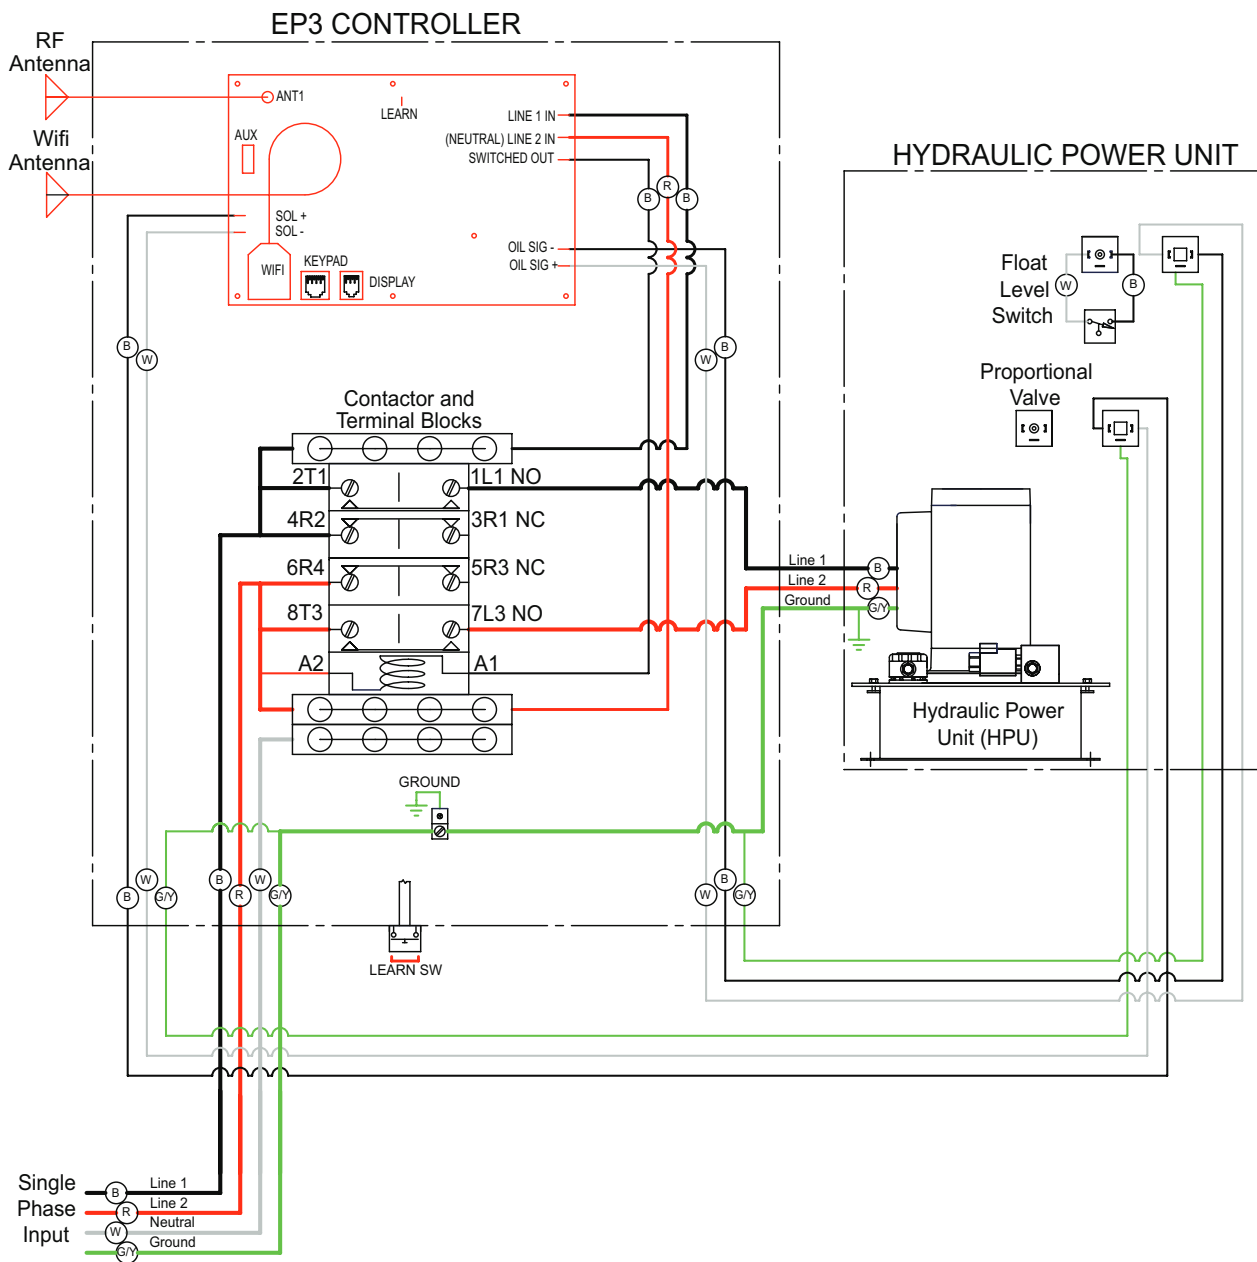 EP3 CONTROLLER
RF
Antenna
Wifi
Antenna
ANT1
LEARN
AUX
LINE 1 IN
(NEUTRAL) LINE 2 IN
SWITCHED OUT
SOL +
SOL -
WIFI
KEYPAD
DISPLAY
OIL SIG -
OIL SIG +
B
R
B
B
W
W
B
HYDRAULIC POWER UNIT
Float
Level
Switch
W
B
Proportional
Valve
Contactor and
Terminal Blocks
2T1
1L1 NO
4R2
3R1 NC
6R4
5R3 NC
8T3
7L3 NO
A2
A1
Line 1
B
Line 2
R
Ground
G/Y
Hydraulic Power
Unit (HPU)
GROUND
B
W
G/Y
B
R
W
G/Y
W
B
G/Y
LEARN SW
Single
Phase
Input
B
Line 1
R
Line 2
W
Neutral
G/Y
Ground